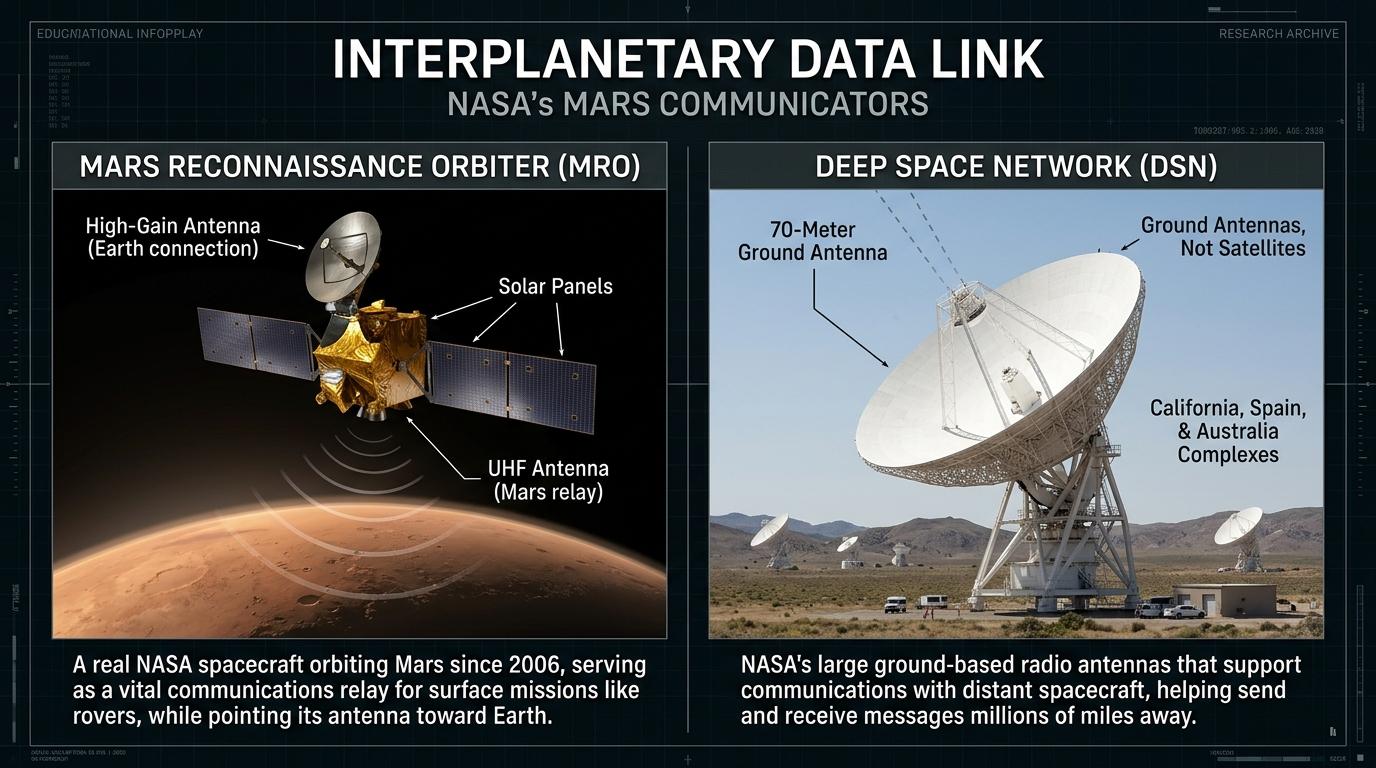 EDUGMATIONAL INFOPPLAY
RESEARCH ARCHIVE
INTERPLANETARY DATA LINK
NASA's MARS COMMUNICATORS
MARS RECONNAISSANCE ORBITER (MRO)
High-Gain Antenna
(Earth connection)
Solar Panels
UHF Antenna
(Mars relay)
A real NASA spacecraft orbiting Mars since 2006, serving
as a vital communications relay for surface missions like
rovers, while pointing its antenna toward Earth.
DEEP SPACE NETWORK (DSN)
70-Meter
Ground Antenna
Ground Antennas,
Not Satellites
California, Spain,
& Australia
Complexes
NASA's large ground-based radio antennas that support
communications with distant spacecraft, helping send
and receive messages millions of miles away.